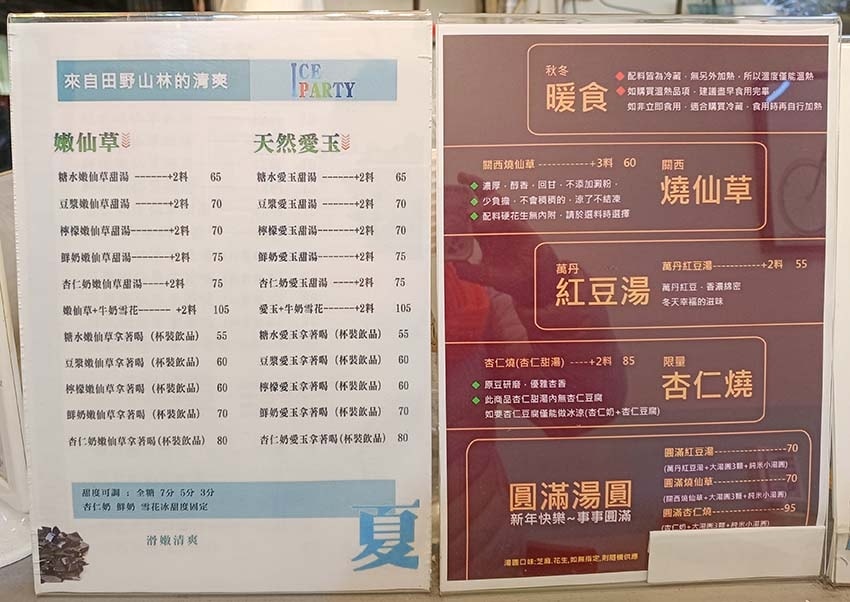 來自田野山林的清爽
ICE
PARTY
嫩仙草
糖水嫩仙草甜湯 -------+2料 65
豆漿嫩仙草甜湯 -------+2料 70
檸檬嫩仙草甜湯-------+2料 70
鮮奶嫩仙草甜湯-------+2料 75
杏仁奶嫩仙草甜湯----+2料 75
嫩仙草+牛奶雪花------ +2料 105
糖水嫩仙草拿著喝 (杯裝飲品) 55
豆漿嫩仙草拿著喝 (杯裝飲品) 60
檸檬嫩仙草拿著喝 (杯裝飲品) 60
鮮奶嫩仙草拿著喝 (杯裝飲品) 70
杏仁奶嫩仙草拿著喝(杯裝飲品) 80
天然愛玉
糖水愛玉甜湯 -------+2料 65
豆漿愛玉甜湯 -------+2料 70
檸檬愛玉甜湯-------+2料 70
鮮奶愛玉甜湯-------+2料 75
杏仁奶愛玉甜湯 ----+2料 75
愛玉+牛奶雪花------+2料 105
糖水愛玉拿著喝 (杯裝飲品) 55
豆漿愛玉拿著喝 (杯裝飲品) 60
檸檬愛玉拿著喝 (杯裝飲品) 60
鮮奶愛玉拿著喝 (杯裝飲品) 70
杏仁奶愛玉拿著喝(杯裝飲品) 80
甜度可調 : 全糖 7分 5分 3分
杏仁奶 鮮奶 雪花冰甜度固定
滑嫩清爽
夏
秋冬
暖食
配料皆為冷藏，無另外加熱，所以溫度僅能溫熱
如購買溫熱品項，建議盡早食用完畢
如非立即食用，適合購買冷藏，食用時再自行加熱
關西燒仙草 -----------+3料 60
濃厚，醇香，回甘，不添加澱粉，
少負擔，不會稠稠的，涼了不結凍
配料硬花生無內附，請於選料時選擇
關西
燒仙草
萬丹
紅豆湯
萬丹紅豆湯-----------+2料 55
萬丹紅豆，香濃綿密
冬天幸福的滋味
杏仁燒(杏仁甜湯) ----+2料 85
原豆研磨，優雅杏香
此商品杏仁甜湯內無杏仁豆腐
如要杏仁豆腐僅能做冰涼(杏仁奶+杏仁豆腐)
限量
杏仁燒
圓滿湯圓
新年快樂~事事圓滿
圓滿紅豆湯-----------------70
(萬丹紅豆湯+大湯圓3顆+純米小湯圓)
圓滿燒仙草-----------------70
(關西燒仙草+大湯圓3顆+純米小湯圓)
圓滿杏仁燒-----------------95
(杏仁奶+大湯圓3顆+純米小湯圓)
湯圓口味:芝麻,花生,如無指定,則隨機供應